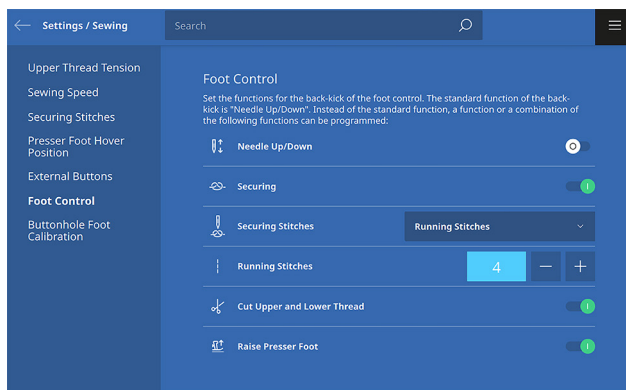 Settings / Sewing
Search
Upper Thread Tension
Sewing Speed
Securing Stitches
Presser Foot Hover
Position
External Buttons
Foot Control
Buttonhole Foot
Calibration
Foot Control
Set the functions for the back-kick of the foot control. The standard function of the back-
kick is "Needle Up/Down". Instead of the standard function, a function or a combination of
the following functions can be programmed:
Needle Up/Down
Securing
Securing Stitches
Running Stitches
Running Stitches
4
Cut Upper and Lower Thread
Raise Presser Foot